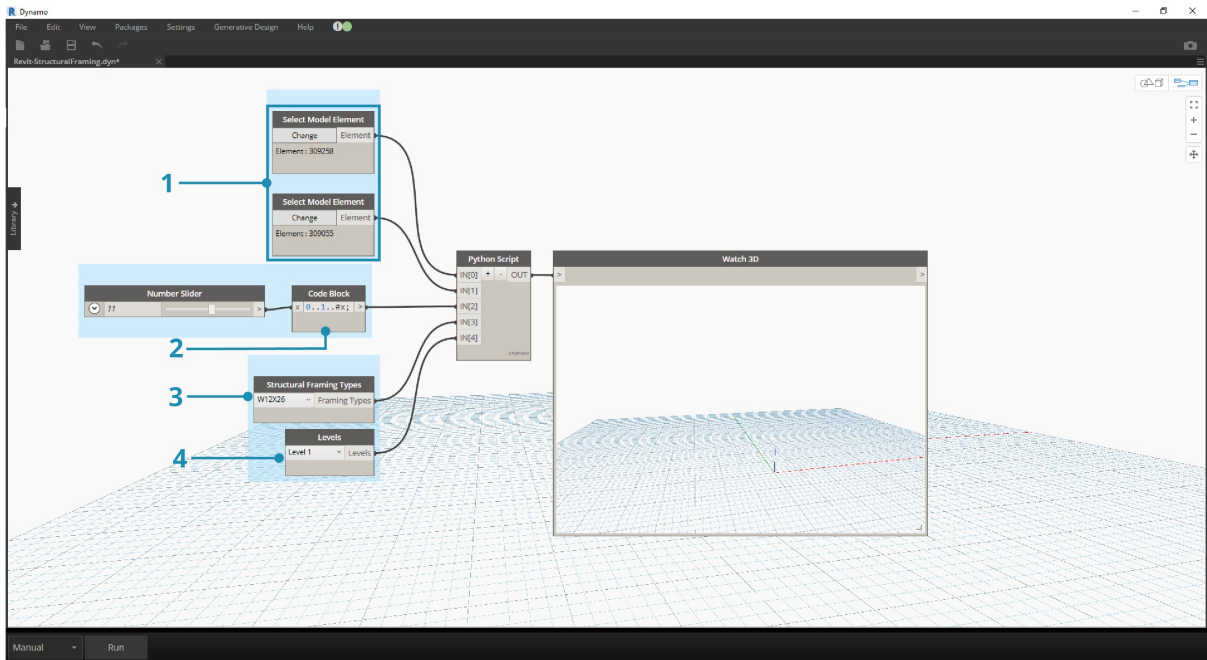 R Dynamo
File Edit View Packages Settings Generative Design Help !
Revit-StructuralFraming.dyn*
Library
1
Select Model Element
Change Element
Element : 309258
Select Model Element
Change Element
Element : 309055
Number Slider
11 >
Code Block
x 0..1..#x; >
2
3
Structural Framing Types
W12X26 Framing Types
4
Levels
Level 1 Levels
Python Script
IN[0] + - OUT
IN[1]
IN[2]
IN[3]
IN[4]
Watch 3D
> >
Manual Run